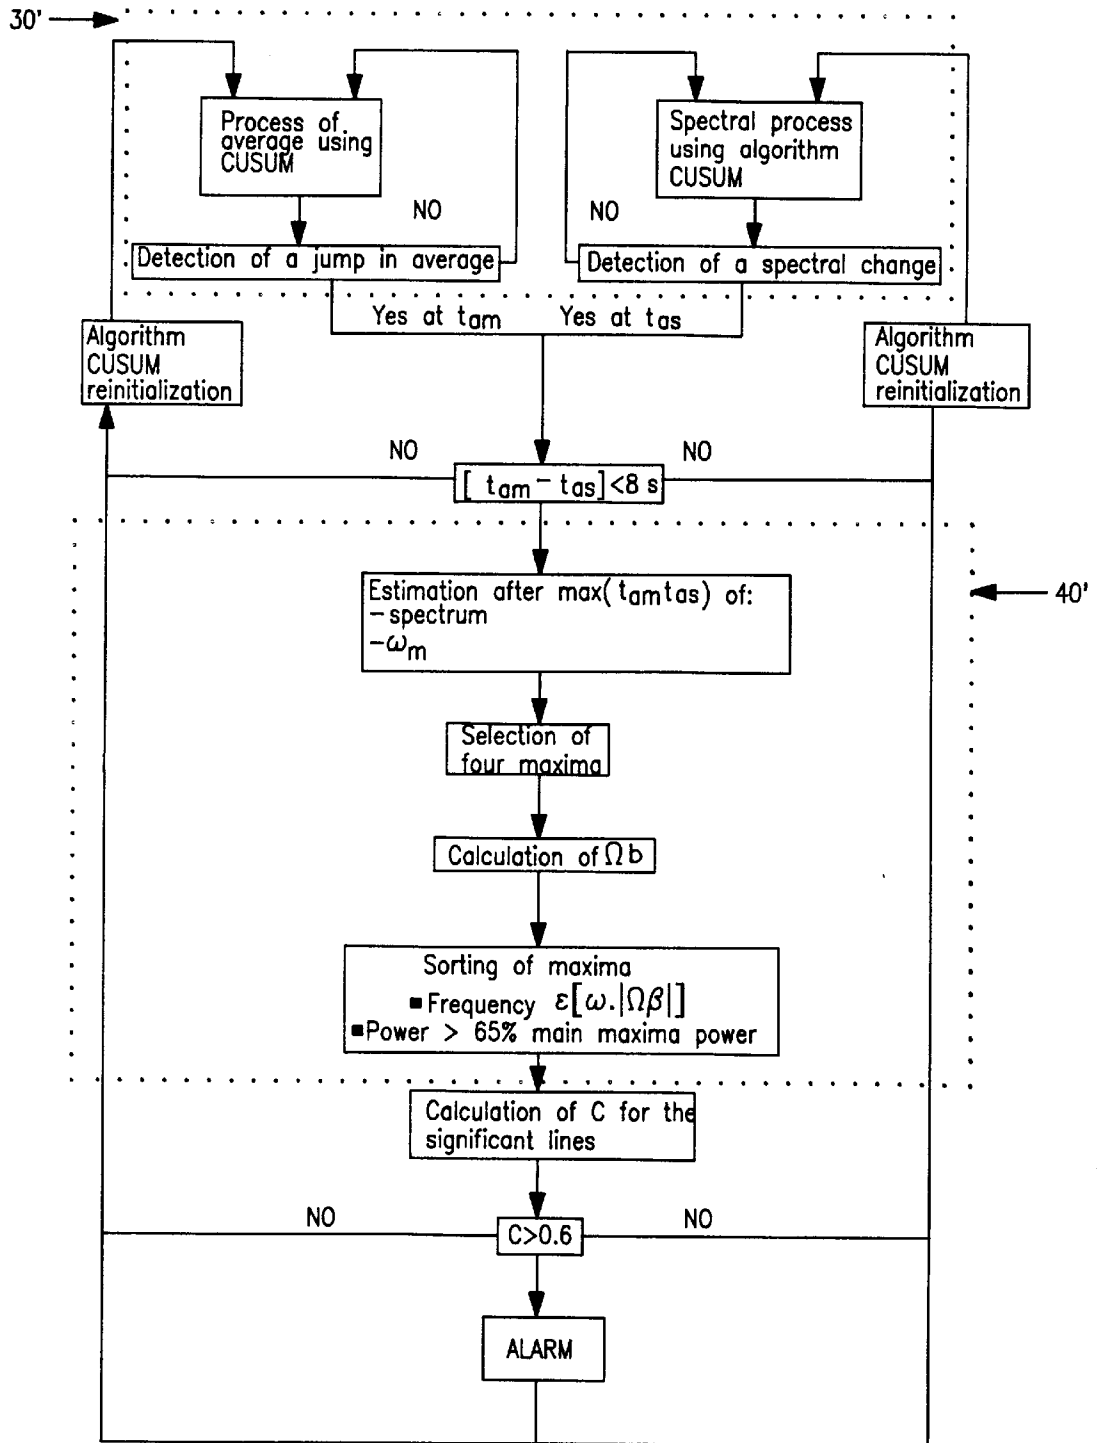 30'
Process of
average using
CUSUM
Spectral process
using algorithm
CUSUM
NO
NO
Detection of a jump in average
Detection of a spectral change
Yes at tam
Yes at tas
Algorithm
CUSUM
reinitialization
Algorithm
CUSUM
reinitialization
NO
NO
[ tam - tas] <8 s
40'
Estimation after max(tamtas) of:
- spectrum
- ωm
Selection of
four maxima
Calculation of Ωb
Sorting of maxima
■ Frequency ε[ω.|Ωβ|]
■ Power > 65% main maxima power
Calculation of C for the
significant lines
NO
NO
C>0.6
ALARM